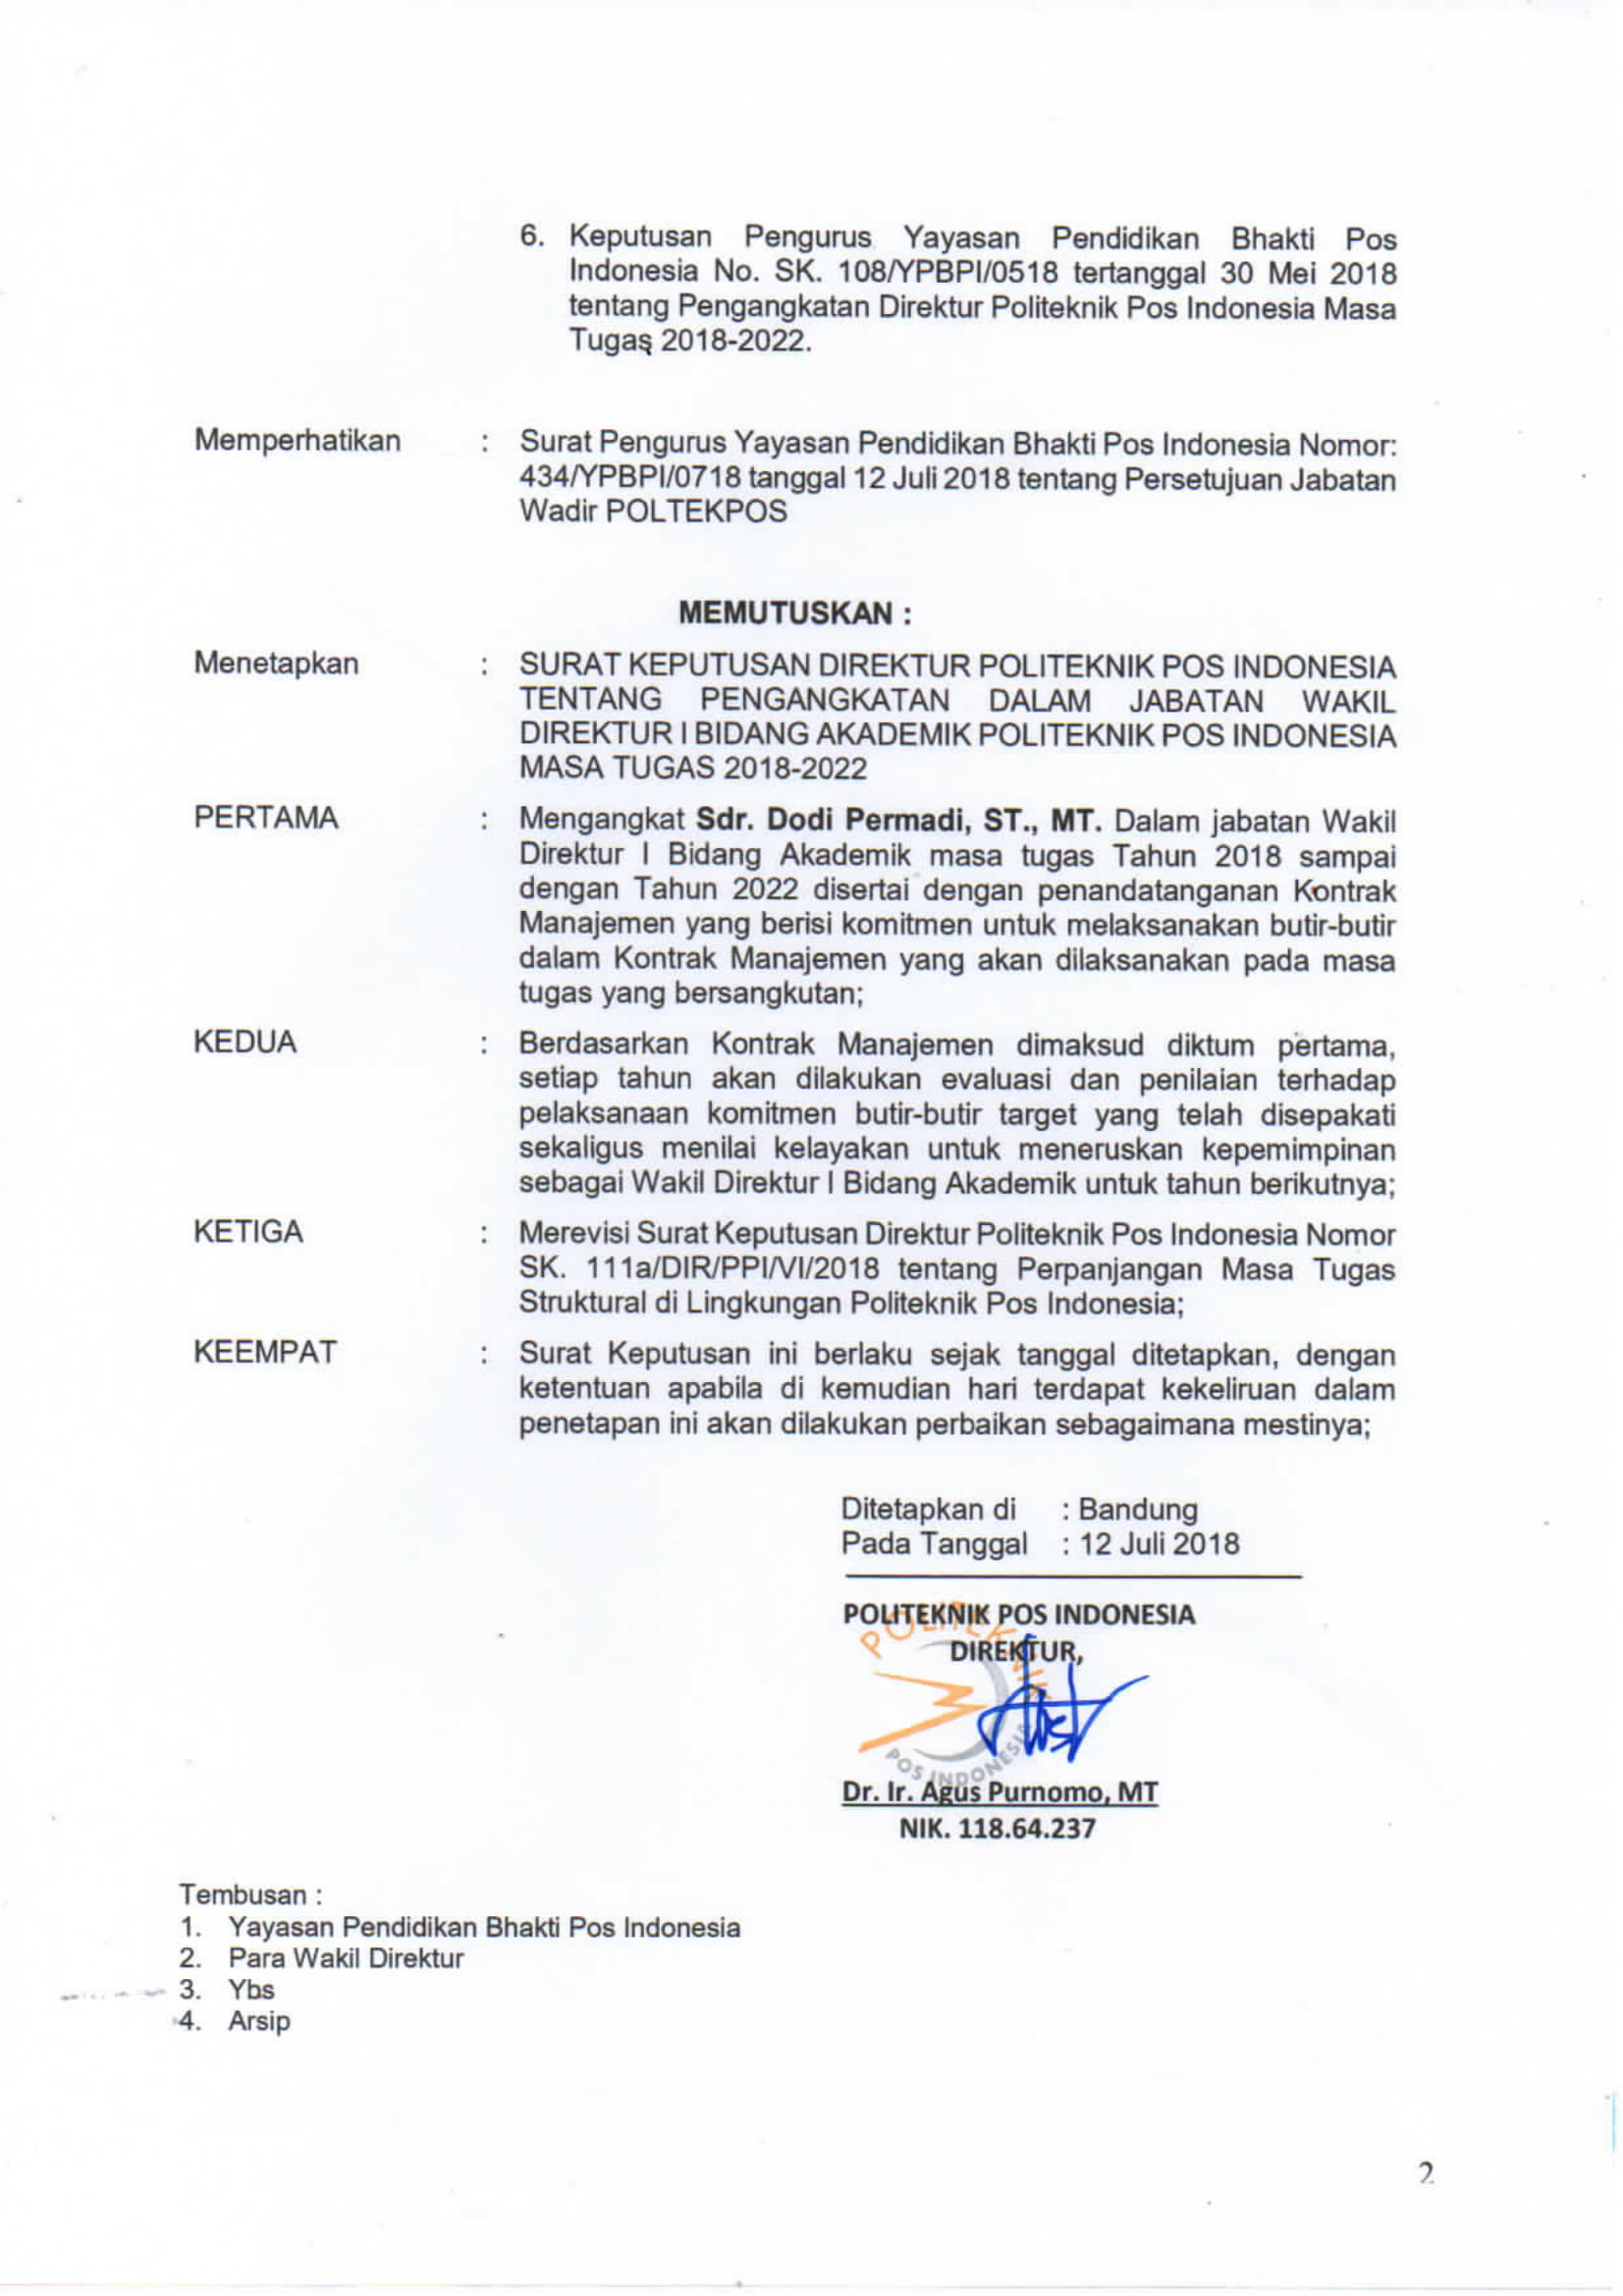 6. Keputusan Pengurus Yayasan Pendidikan Bhakti Pos
Indonesia No. SK. 108/YPBPI/0518 tertanggal 30 Mei 2018
tentang Pengangkatan Direktur Politeknik Pos Indonesia Masa
Tugas 2018-2022.
Memperhatikan : Surat Pengurus Yayasan Pendidikan Bhakti Pos Indonesia Nomor:
434/YPBPI/0718 tanggal 12 Juli 2018 tentang Persetujuan Jabatan
Wadir POLTEKPOS
MEMUTUSKAN :
Menetapkan : SURAT KEPUTUSAN DIREKTUR POLITEKNIK POS INDONESIA
TENTANG PENGANGKATAN DALAM JABATAN WAKIL
DIREKTUR I BIDANG AKADEMIK POLITEKNIK POS INDONESIA
MASA TUGAS 2018-2022
PERTAMA : Mengangkat Sdr. Dodi Permadi, ST., MT. Dalam jabatan Wakil
Direktur I Bidang Akademik masa tugas Tahun 2018 sampai
dengan Tahun 2022 disertai dengan penandatanganan Kontrak
Manajemen yang berisi komitmen untuk melaksanakan butir-butir
dalam Kontrak Manajemen yang akan dilaksanakan pada masa
tugas yang bersangkutan;
KEDUA : Berdasarkan Kontrak Manajemen dimaksud diktum pertama,
setiap tahun akan dilakukan evaluasi dan penilaian terhadap
pelaksanaan komitmen butir-butir target yang telah disepakati
sekaligus menilai kelayakan untuk meneruskan kepemimpinan
sebagai Wakil Direktur I Bidang Akademik untuk tahun berikutnya;
KETIGA : Merevisi Surat Keputusan Direktur Politeknik Pos Indonesia Nomor
SK. 111a/DIR/PPI/VI/2018 tentang Perpanjangan Masa Tugas
Struktural di Lingkungan Politeknik Pos Indonesia;
KEEMPAT : Surat Keputusan ini berlaku sejak tanggal ditetapkan, dengan
ketentuan apabila di kemudian hari terdapat kekeliruan dalam
penetapan ini akan dilakukan perbaikan sebagaimana mestinya;
Ditetapkan di : Bandung
Pada Tanggal : 12 Juli 2018
POLITEKNIK POS INDONESIA
DIREKTUR,
POLITEKNIK
POS INDONESIA
Dr. Ir. Agus Purnomo, MT
NIK. 118.64.237
Tembusan :
1. Yayasan Pendidikan Bhakti Pos Indonesia
2. Para Wakil Direktur
3. Ybs
4. Arsip
2